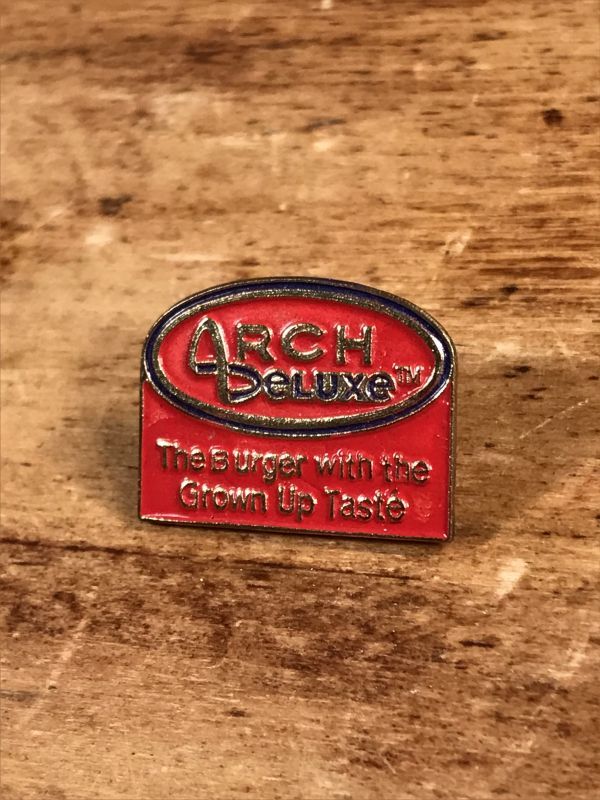 ARCH
DELUXE™
The Burger with the
Grown Up Taste